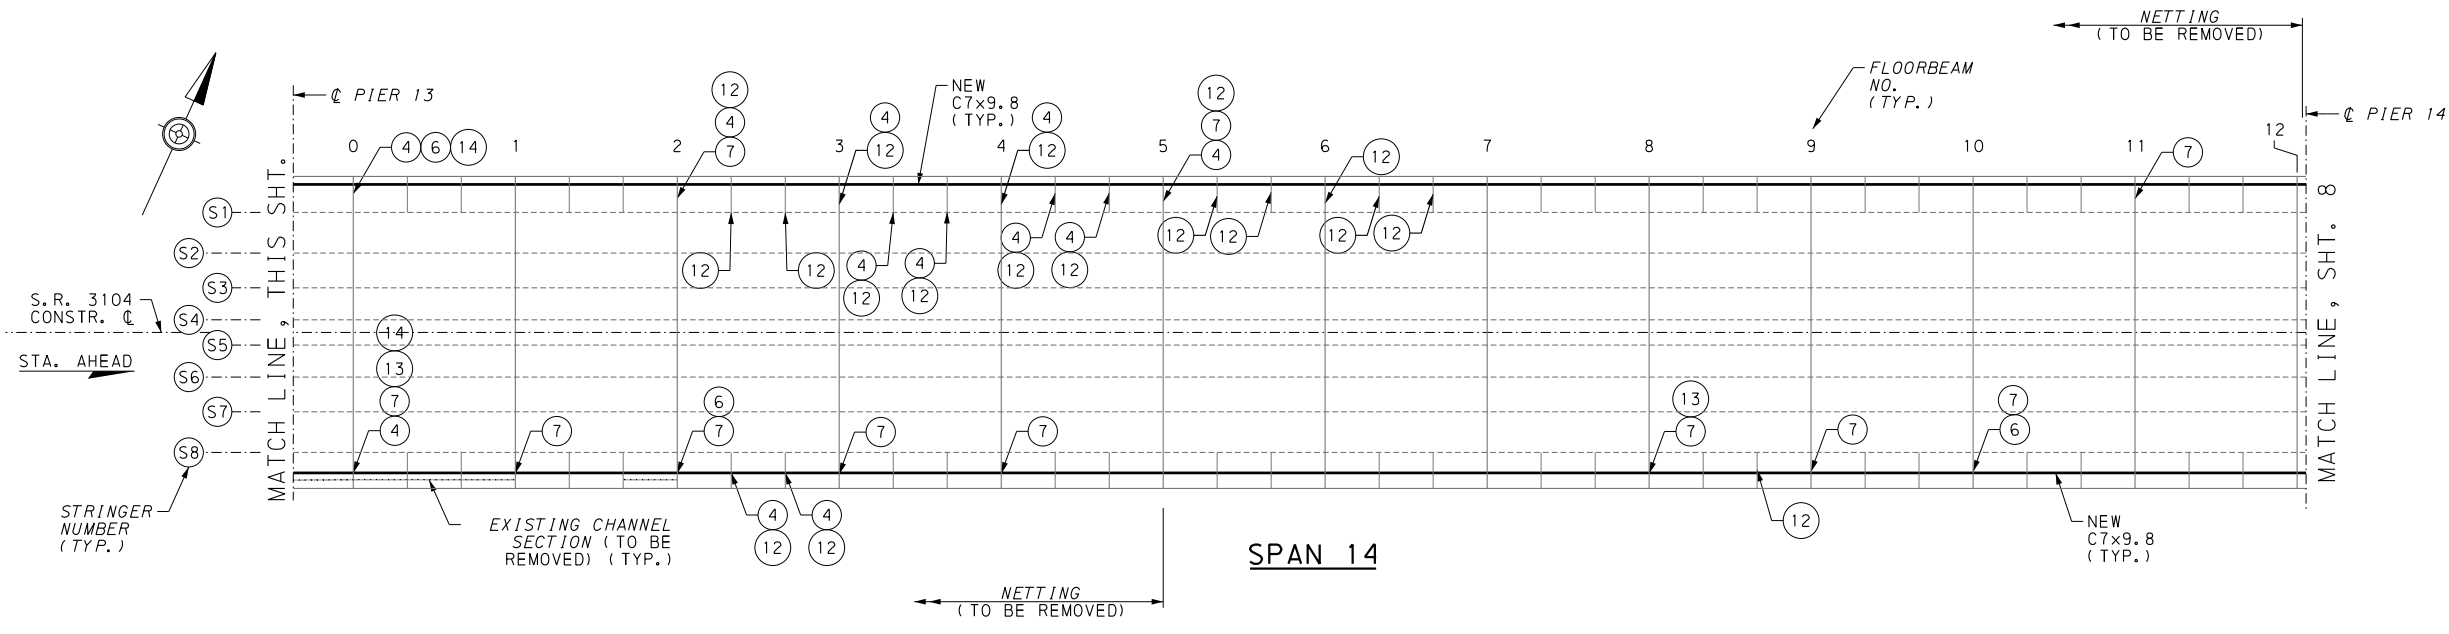 NETTING
(TO BE REMOVED)
FLOORBEAM
NO.
(TYP.)
℄ PIER 13
℄ PIER 14
NEW
C7x9.8
(TYP.)
12
4
7
4
12
4
12
12
7
4
12
12
0
4 6 14
1
2
3
4
5
6
7
8
9
10
11
7
MATCH LINE, THIS SHT.
MATCH LINE, SHT. 8
S1
S2
S3
S4
S5
S6
S7
S8
12
12
4
12
4
12
4
12
4
12
12
12
12
12
S.R. 3104
CONSTR. ℄
STA. AHEAD
14
13
7
4
7
6
7
7
7
13
7
7
7
6
STRINGER
NUMBER
(TYP.)
EXISTING CHANNEL
SECTION (TO BE
REMOVED) (TYP.)
4
12
4
12
12
NEW
C7x9.8
(TYP.)
SPAN 14
NETTING
(TO BE REMOVED)